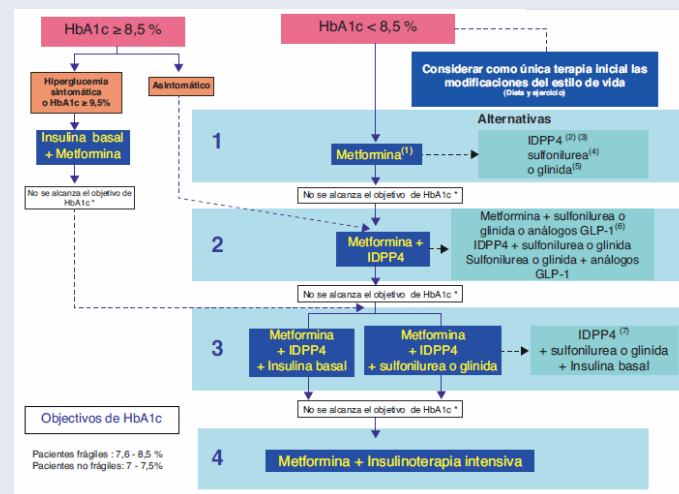 HbA1c ≥ 8,5 %
HbA1c < 8,5 %
Hiperglucemia
sintomática
o HbA1c ≥ 9,5%
Asintomático
Considerar como única terapia inicial las
modificaciones del estilo de vida
(Dieta y ejercicio)
Insulina basal
+ Metformina
No se alcanza el objetivo de
HbA1c *
1
Metformina(1)
Alternativas
IDPP4 (2) (3)
sulfonilurea(4)
o glinida(5)
No se alcanza el objetivo de HbA1c *
2
Metformina +
IDPP4
Metformina + sulfonilurea o
glinida o análogos GLP-1(6)
IDPP4 + sulfonilurea o glinida
Sulfonilurea o glinida + análogos
GLP-1
No se alcanza el objetivo de HbA1c *
3
Metformina
+ IDPP4
+ Insulina basal
Metformina
+ IDPP4
+ sulfonilurea o glinida
IDPP4 (7)
+ sulfonilurea o glinida
+ Insulina basal
No se alcanza el objetivo de HbA1c *
Objectivos de HbA1c
Pacientes frágiles : 7,6 - 8,5 %
Pacientes no frágiles: 7 - 7,5%
4
Metformina + Insulinoterapia intensiva